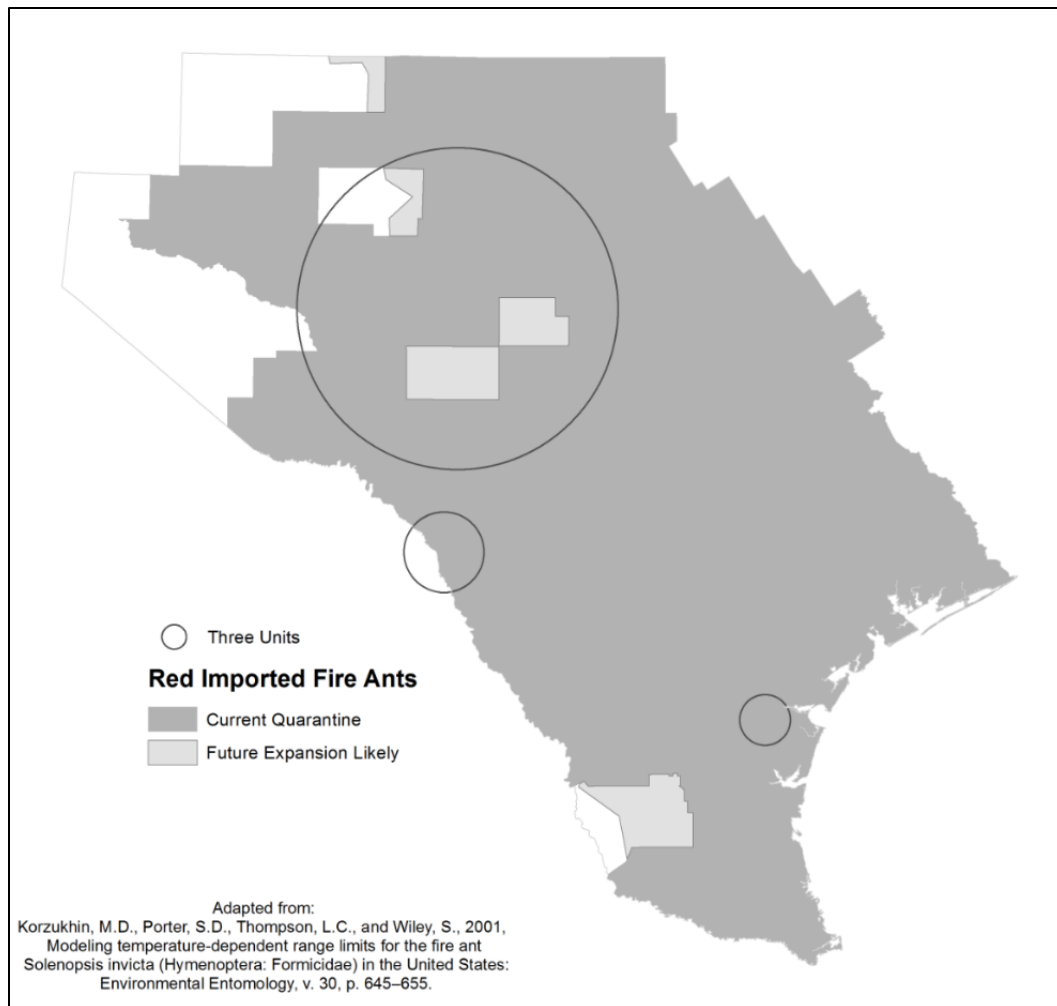 Three Units
Red Imported Fire Ants
Current Quarantine
Future Expansion Likely
Adapted from:
Korzukhin, M.D., Porter, S.D., Thompson, L.C., and Wiley, S., 2001,
Modeling temperature-dependent range limits for the fire ant
Solenopsis invicta (Hymenoptera: Formicidae) in the United States:
Environmental Entomology, v. 30, p. 645–655.